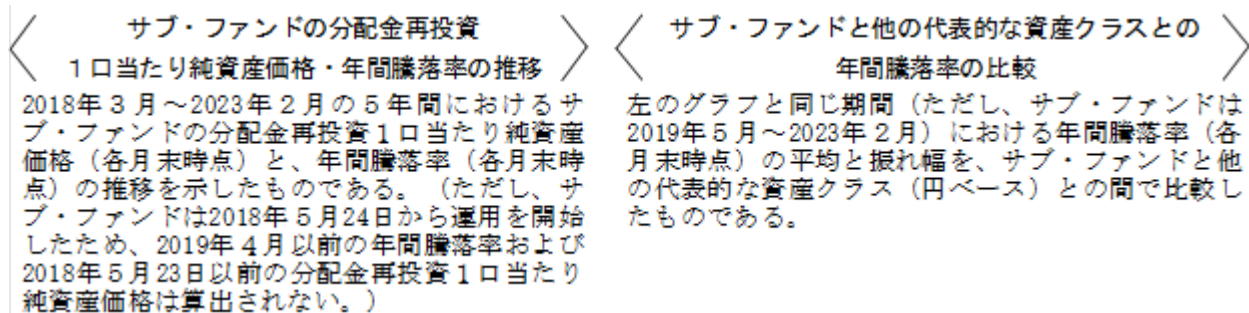 サブ・ファンドの分配金再投資
１口当たり純資産価格・年間騰落率の推移
2018年３月～2023年２月の５年間におけるサ
ブ・ファンドの分配金再投資１口当たり純資産
価格（各月末時点）と、年間騰落率（各月末時
点）の推移を示したものである。（ただし、サ
ブ・ファンドは2018年５月24日から運用を開始
したため、2019年４月以前の年間騰落率および
2018年５月23日以前の分配金再投資１口当たり
純資産価格は算出されない。）
サブ・ファンドと他の代表的な資産クラスとの
年間騰落率の比較
左のグラフと同じ期間（ただし、サブ・ファンドは
2019年５月～2023年２月）における年間騰落率（各
月末時点）の平均と振れ幅を、サブ・ファンドと他
の代表的な資産クラス（円ベース）との間で比較し
たものである。